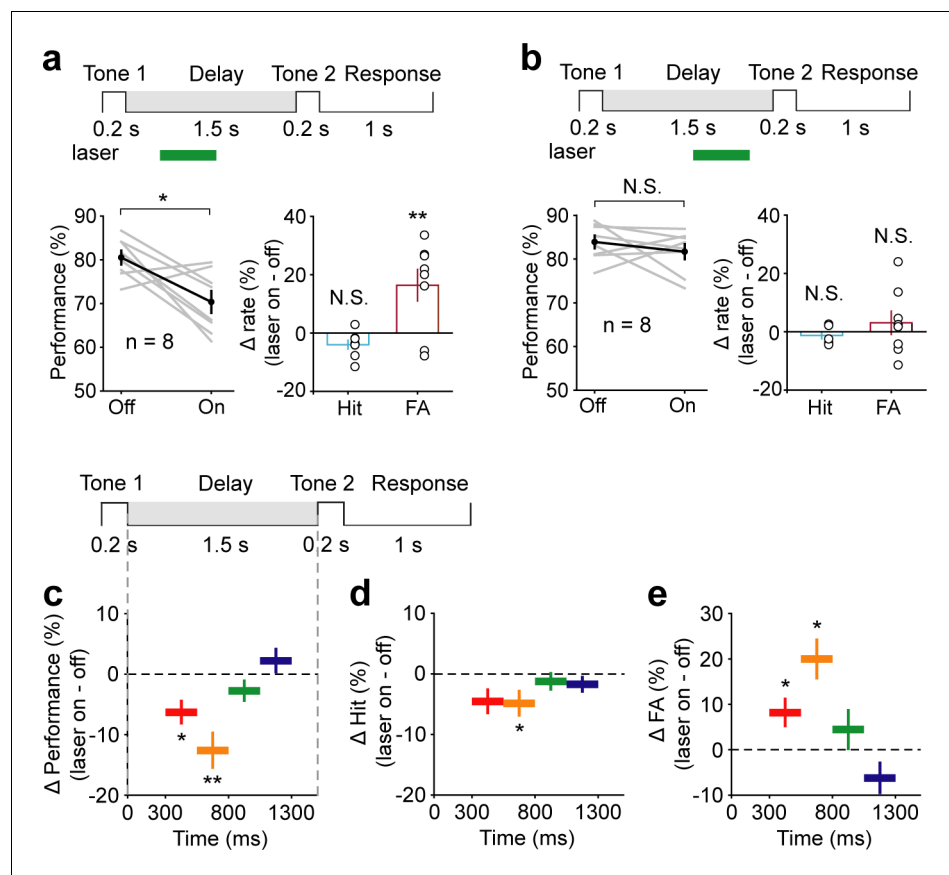 a
Tone 1 Delay Tone 2 Response
0.2 s 1.5 s 0.2 s 1 s
laser
Performance (%)
90
80
70
60
50
*
n = 8
Off On
Δ rate (%)
(laser on - off)
40
20
0
-20
N.S.
**
Hit FA
b
Tone 1 Delay Tone 2 Response
0.2 s 1.5 s 0.2 s 1 s
laser
Performance (%)
90
80
70
60
50
N.S.
n = 8
Off On
Δ rate (%)
(laser on - off)
40
20
0
-20
N.S.
N.S.
Hit FA
Tone 1 Delay Tone 2 Response
0.2 s 1.5 s 0.2 s 1 s
c
Δ Performance (%)
(laser on - off)
10
0
-10
-20
*
**
0 800 1300
Time (ms)
d
Δ Hit (%)
(laser on - off)
10
0
-10
-20
*
0 800 1300
Time (ms)
e
Δ FA (%)
(laser on - off)
30
20
10
0
-10
*
*
0 800 1300
Time (ms)